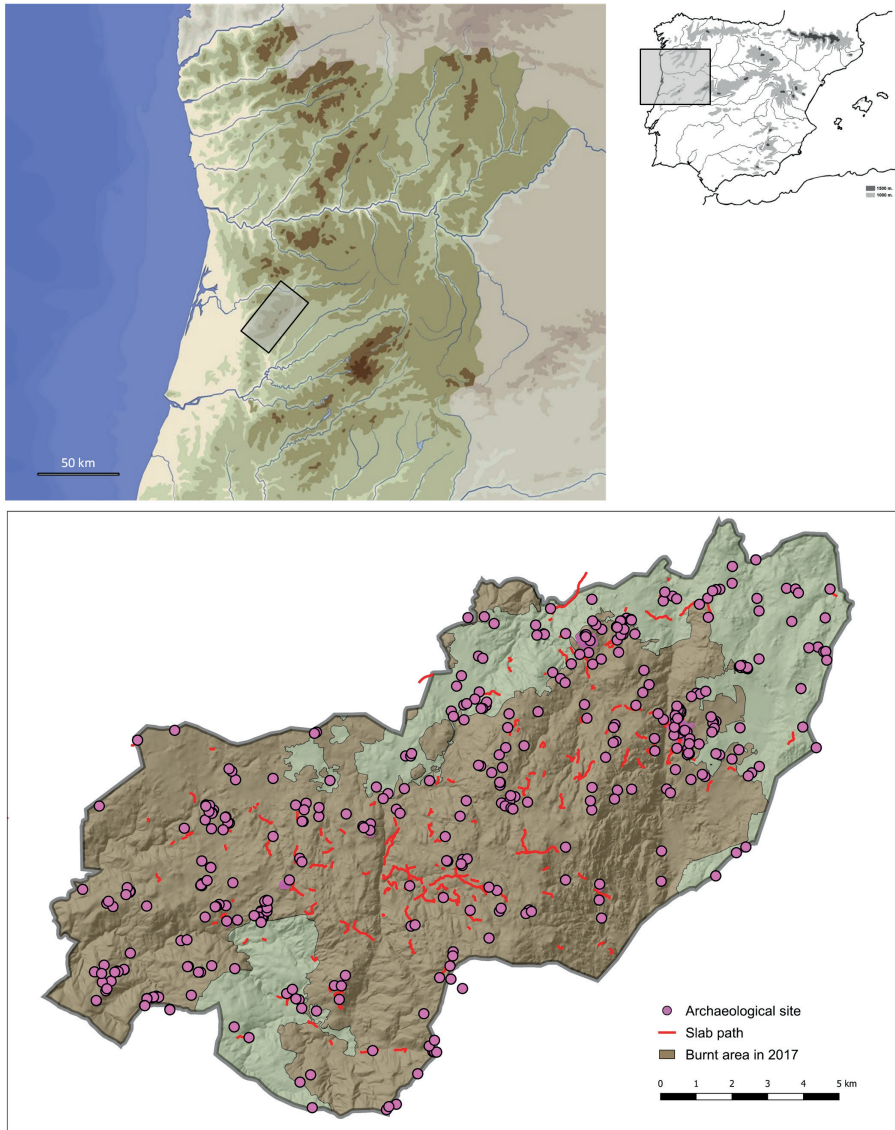 1500 m.
1000 m.
50 km
Archaeological site
Slab path
Burnt area in 2017
0 1 2 3 4 5 km